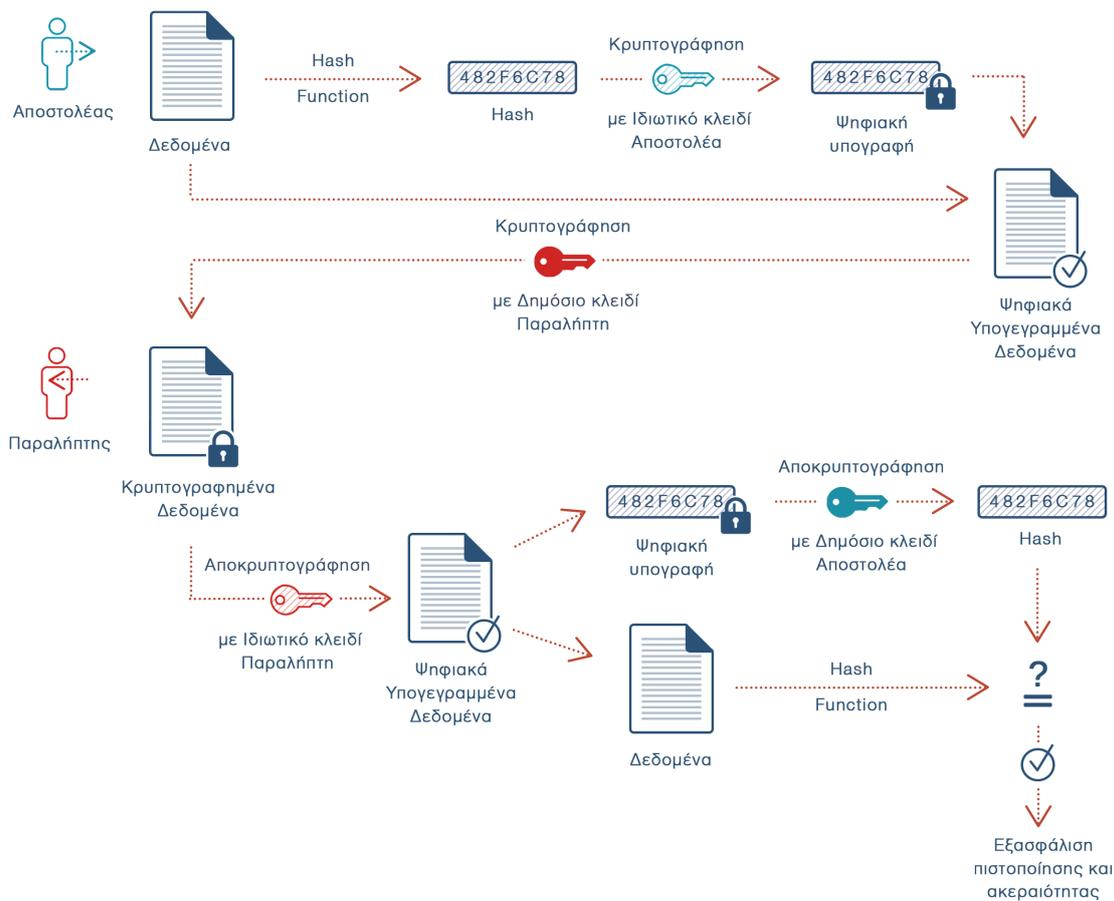 Αποστολέας
Δεδομένα
Hash
Function
482F6C78
Hash
Κρυπτογράφηση
με Ιδιωτικό κλειδί
Αποστολέα
482F6C78
Ψηφιακή
υπογραφή
Κρυπτογράφηση
με Δημόσιο κλειδί
Παραλήπτη
Ψηφιακά
Υπογεγραμμένα
Δεδομένα
Παραλήπτης
Κρυπτογραφημένα
Δεδομένα
Αποκρυπτογράφηση
με Ιδιωτικό κλειδί
Παραλήπτη
Ψηφιακά
Υπογεγραμμένα
Δεδομένα
482F6C78
Ψηφιακή
υπογραφή
Αποκρυπτογράφηση
με Δημόσιο κλειδί
Αποστολέα
482F6C78
Hash
Δεδομένα
Hash
Function
?
Εξασφάλιση
πιστοποίησης και
ακεραιότητας